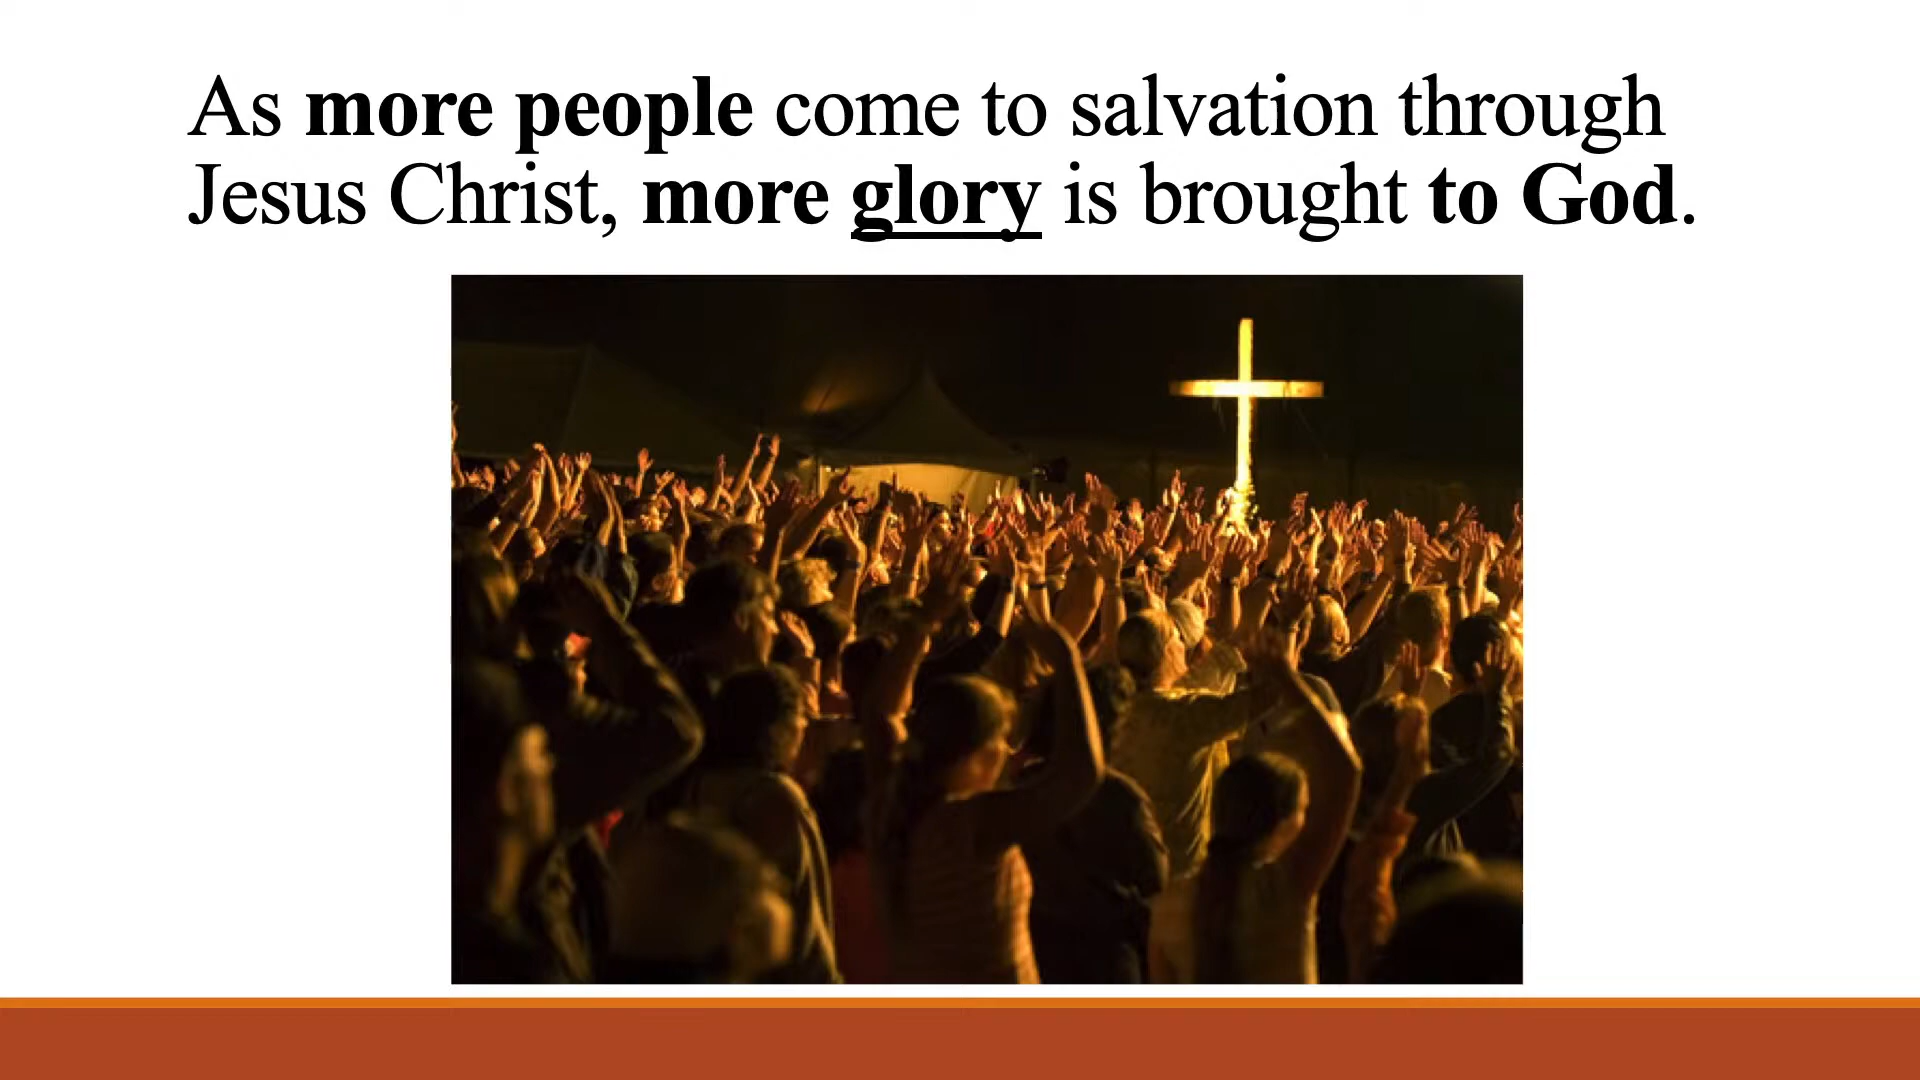 As more people come to salvation through
Jesus Christ, more glory is brought to God.